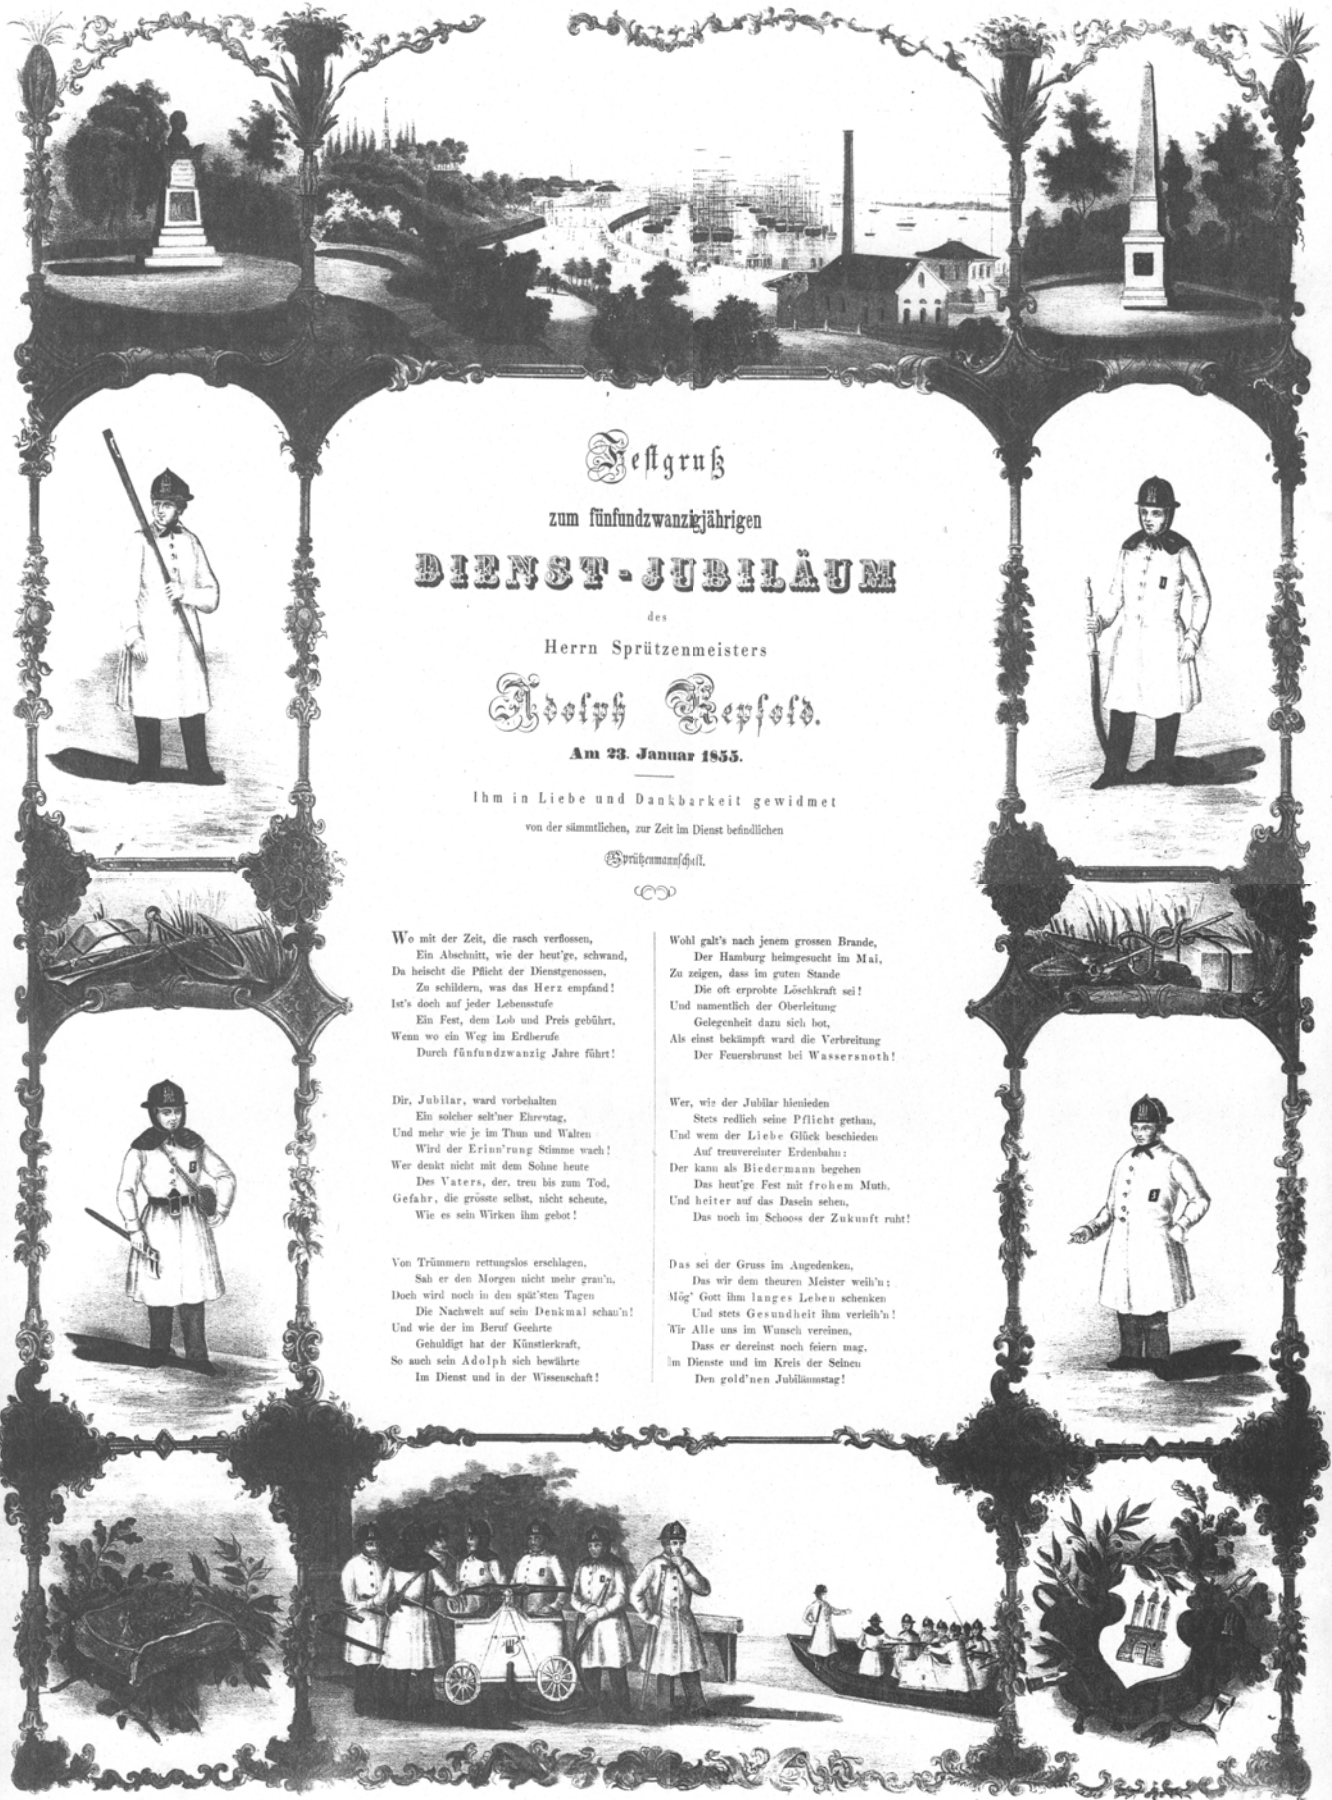 Festgruß
zum fünfundzwanzigjährigen
DIENST-JUBILÄUM
des
Herrn Sprützenmeisters
Adolph Repsold.
Am 23. Januar 1855.
Ihm in Liebe und Dankbarkeit gewidmet
von der sämmtlichen, zur Zeit im Dienst befindlichen
Sprützenmannschaft.
Wo mit der Zeit, die rasch verflossen,
Ein Abschnitt, wie der heut'ge, schwand,
Da heischt die Pflicht der Dienstgenossen,
Zu schildern, was das Herz empfand!
Ist's doch auf jeder Lebensstufe
Ein Fest, dem Lob und Preis gebührt,
Wenn wo ein Weg im Erdberufe
Durch fünfundzwanzig Jahre führt!
Dir, Jubilar, ward vorbehalten
Ein solcher selt'ner Ehrentag,
Und mehr wie je im Thun und Walten
Wird der Erinn'rung Stimme wach!
Wer denkt nicht mit dem Sohne heute
Des Vaters, der, treu bis zum Tod,
Gefahr, die grösste selbst, nicht scheute,
Wie es sein Wirken ihm gebot!
Von Trümmern rettungslos erschlagen,
Sah er den Morgen nicht mehr grau'n,
Doch wird noch in den spät'sten Tagen
Die Nachwelt auf sein Denkmal schau'n!
Und wie der im Beruf Geehrte
Gehuldigt hat der Künstlerkraft,
So auch sein Adolph sich bewährte
Im Dienst und in der Wissenschaft!
Wohl galt's nach jenem grossen Brande,
Der Hamburg heimgesucht im Mai,
Zu zeigen, dass im guten Stande
Die oft erprobte Löschkraft sei!
Und namentlich der Oberleitung
Gelegenheit dazu sich bot,
Als einst bekämpft ward die Verbreitung
Der Feuersbrunst bei Wassersnoth!
Wer, wie der Jubilar hienieden
Stets redlich seine Pflicht gethan,
Und wem der Liebe Glück beschieden
Auf treuvereinter Erdenbahn:
Der kann als Biedermann begehen
Das heut'ge Fest mit frohem Muth,
Und heiter auf das Dasein sehen,
Das noch im Schooss der Zukunft ruht!
Das sei der Gruss im Angedenken,
Das wir dem theuren Meister weih'n;
Mög' Gott ihm langes Leben schenken
Und stets Gesundheit ihm verleih'n!
Wir Alle uns im Wunsch vereinen,
Dass er dereinst noch feiern mag,
Im Dienste und im Kreis der Seinen
Den gold'nen Jubiläumstag!